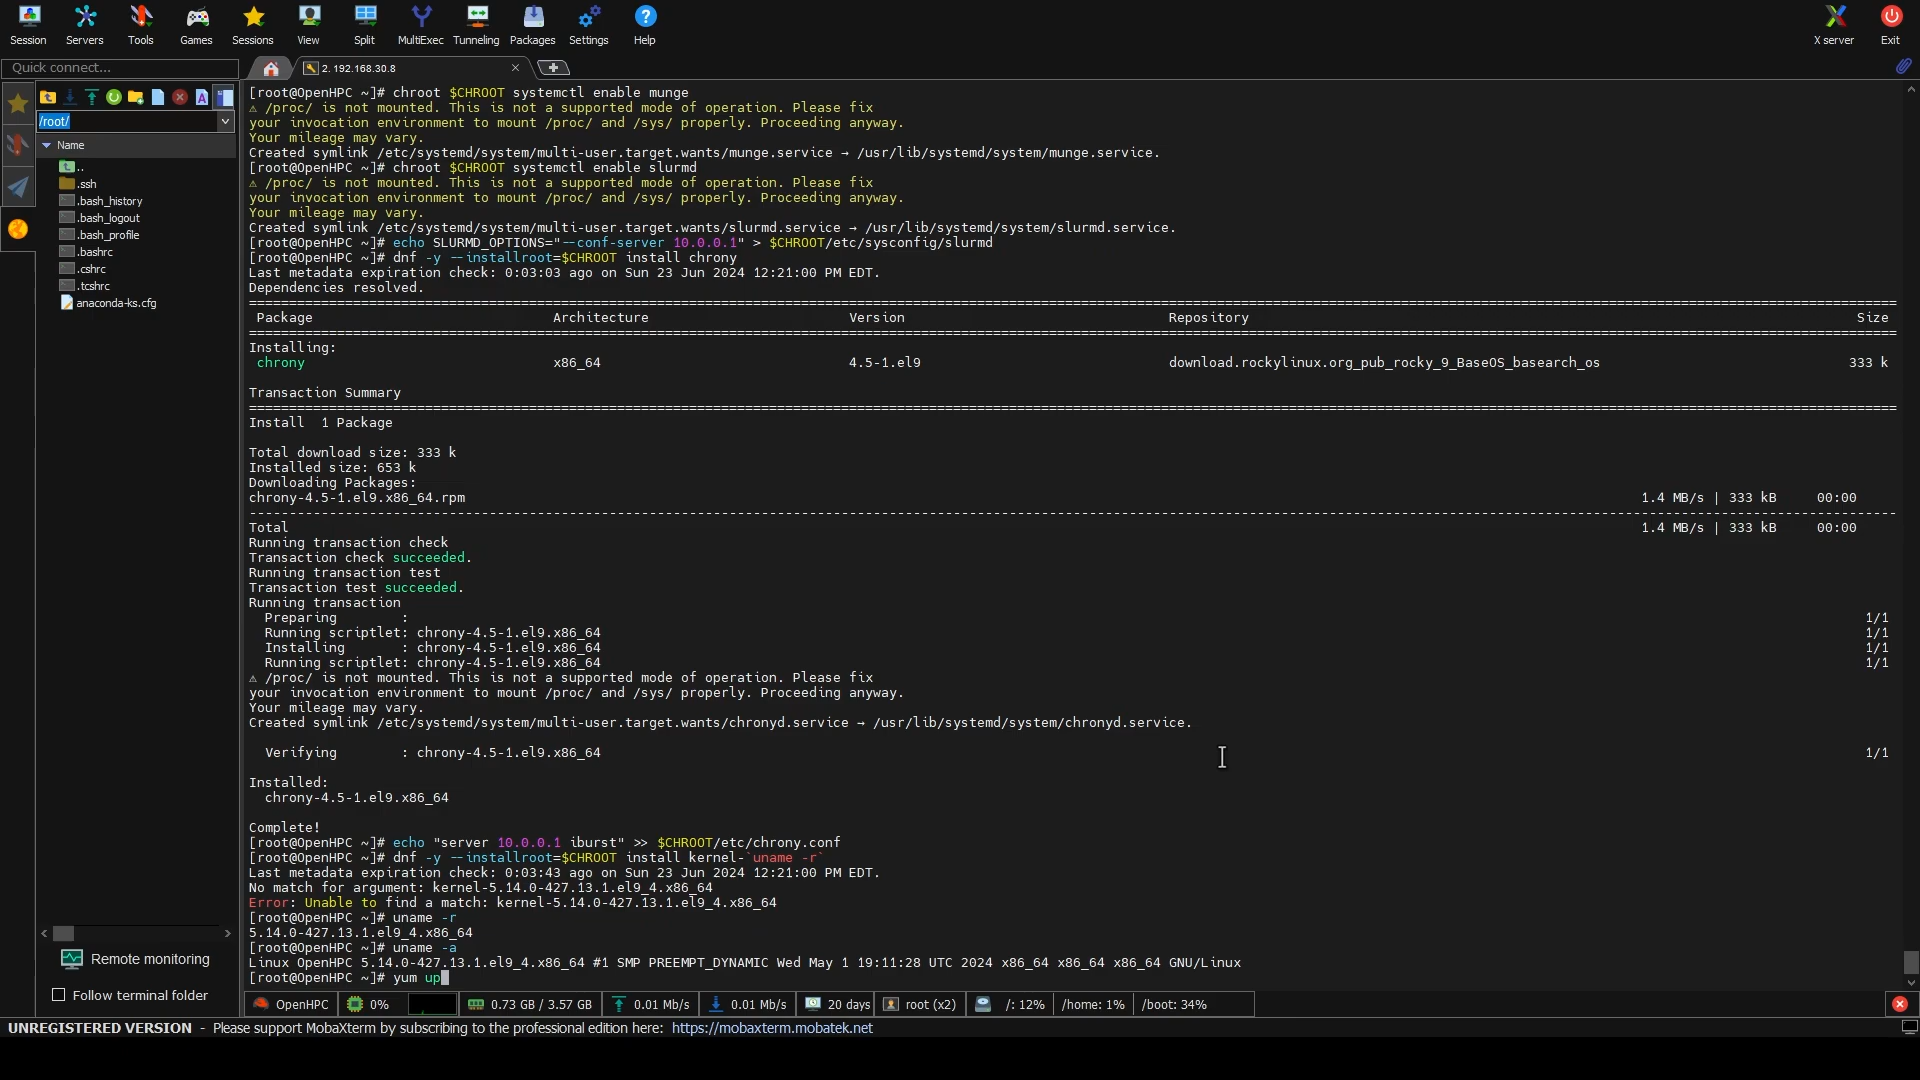 Session Servers Tools Games Sessions View Split MultiExec Tunneling Packages Settings Help X server Exit
Quick connect...
2. 192.168.30.8
/root/
Name
..
.ssh
.bash_history
.bash_logout
.bash_profile
.bashrc
.cshrc
.tcshrc
anaconda-ks.cfg
Remote monitoring
Follow terminal folder
[root@OpenHPC ~]# chroot $CHROOT systemctl enable munge
⚠ /proc/ is not mounted. This is not a supported mode of operation. Please fix
your invocation environment to mount /proc/ and /sys/ properly. Proceeding anyway.
Your mileage may vary.
Created symlink /etc/systemd/system/multi-user.target.wants/munge.service → /usr/lib/systemd/system/munge.service.
[root@OpenHPC ~]# chroot $CHROOT systemctl enable slurmd
⚠ /proc/ is not mounted. This is not a supported mode of operation. Please fix
your invocation environment to mount /proc/ and /sys/ properly. Proceeding anyway.
Your mileage may vary.
Created symlink /etc/systemd/system/multi-user.target.wants/slurmd.service → /usr/lib/systemd/system/slurmd.service.
[root@OpenHPC ~]# echo SLURMD_OPTIONS="--conf-server 10.0.0.1" > $CHROOT/etc/sysconfig/slurmd
[root@OpenHPC ~]# dnf -y --installroot=$CHROOT install chrony
Last metadata expiration check: 0:03:03 ago on Sun 23 Jun 2024 12:21:00 PM EDT.
Dependencies resolved.
Package Architecture Version Repository Size
Installing:
chrony x86_64 4.5-1.el9 download.rockylinux.org_pub_rocky_9_BaseOS_basearch_os 333 k
Transaction Summary
Install 1 Package
Total download size: 333 k
Installed size: 653 k
Downloading Packages:
chrony-4.5-1.el9.x86_64.rpm 1.4 MB/s | 333 kB 00:00
Total 1.4 MB/s | 333 kB 00:00
Running transaction check
Transaction check succeeded.
Running transaction test
Transaction test succeeded.
Running transaction
Preparing : 1/1
Running scriptlet: chrony-4.5-1.el9.x86_64 1/1
Installing : chrony-4.5-1.el9.x86_64 1/1
Running scriptlet: chrony-4.5-1.el9.x86_64 1/1
⚠ /proc/ is not mounted. This is not a supported mode of operation. Please fix
your invocation environment to mount /proc/ and /sys/ properly. Proceeding anyway.
Your mileage may vary.
Created symlink /etc/systemd/system/multi-user.target.wants/chronyd.service → /usr/lib/systemd/system/chronyd.service.
Verifying : chrony-4.5-1.el9.x86_64 1/1
Installed:
chrony-4.5-1.el9.x86_64
Complete!
[root@OpenHPC ~]# echo "server 10.0.0.1 iburst" >> $CHROOT/etc/chrony.conf
[root@OpenHPC ~]# dnf -y --installroot=$CHROOT install kernel-`uname -r`
Last metadata expiration check: 0:03:43 ago on Sun 23 Jun 2024 12:21:00 PM EDT.
No match for argument: kernel-5.14.0-427.13.1.el9_4.x86_64
Error: Unable to find a match: kernel-5.14.0-427.13.1.el9_4.x86_64
[root@OpenHPC ~]# uname -r
5.14.0-427.13.1.el9_4.x86_64
[root@OpenHPC ~]# uname -a
Linux OpenHPC 5.14.0-427.13.1.el9_4.x86_64 #1 SMP PREEMPT_DYNAMIC Wed May 1 19:11:28 UTC 2024 x86_64 x86_64 x86_64 GNU/Linux
[root@OpenHPC ~]# yum up
OpenHPC 0% 0.73 GB / 3.57 GB 0.01 Mb/s 0.01 Mb/s 20 days root (x2) /: 12% /home: 1% /boot: 34%
UNREGISTERED VERSION - Please support MobaXterm by subscribing to the professional edition here: https://mobaxterm.mobatek.net